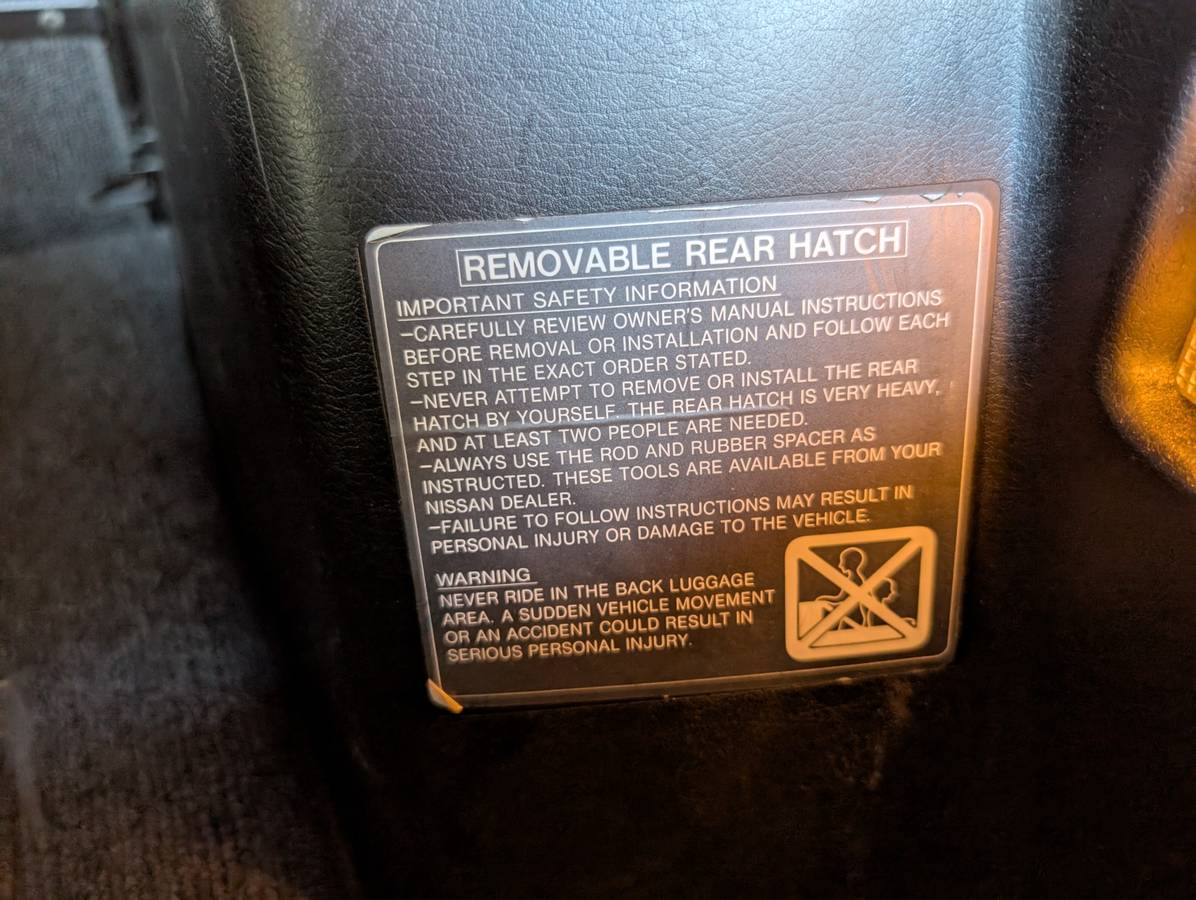 REMOVABLE REAR HATCH
IMPORTANT SAFETY INFORMATION
–CAREFULLY REVIEW OWNER'S MANUAL INSTRUCTIONS
BEFORE REMOVAL OR INSTALLATION AND FOLLOW EACH
STEP IN THE EXACT ORDER STATED.
–NEVER ATTEMPT TO REMOVE OR INSTALL THE REAR
HATCH BY YOURSELF. THE REAR HATCH IS VERY HEAVY,
AND AT LEAST TWO PEOPLE ARE NEEDED.
–ALWAYS USE THE ROD AND RUBBER SPACER AS
INSTRUCTED. THESE TOOLS ARE AVAILABLE FROM YOUR
NISSAN DEALER.
–FAILURE TO FOLLOW INSTRUCTIONS MAY RESULT IN
PERSONAL INJURY OR DAMAGE TO THE VEHICLE.
WARNING
NEVER RIDE IN THE BACK LUGGAGE
AREA. A SUDDEN VEHICLE MOVEMENT
OR AN ACCIDENT COULD RESULT IN
SERIOUS PERSONAL INJURY.